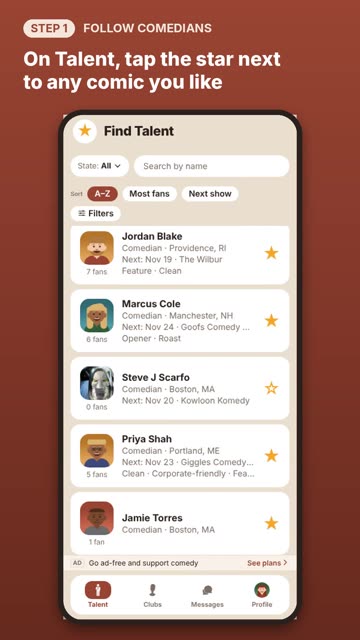 STEP 1 FOLLOW COMEDIANS
On Talent, tap the star next
to any comic you like
Find Talent
State: All
Search by name
Sort A-Z Most fans Next show
Filters
Jordan Blake
Comedian · Providence, RI
Next: Nov 19 · The Wilbur
Feature · Clean
7 fans
Marcus Cole
Comedian · Manchester, NH
Next: Nov 24 · Goofs Comedy ...
Opener · Roast
6 fans
Steve J Scarfo
Comedian · Boston, MA
Next: Nov 20 · Kowloon Komedy
0 fans
Priya Shah
Comedian · Portland, ME
Next: Nov 23 · Giggles Comedy...
Clean · Corporate-friendly · Fea...
5 fans
Jamie Torres
Comedian · Boston, MA
1 fan
AD Go ad-free and support comedy See plans
Talent Clubs Messages Profile